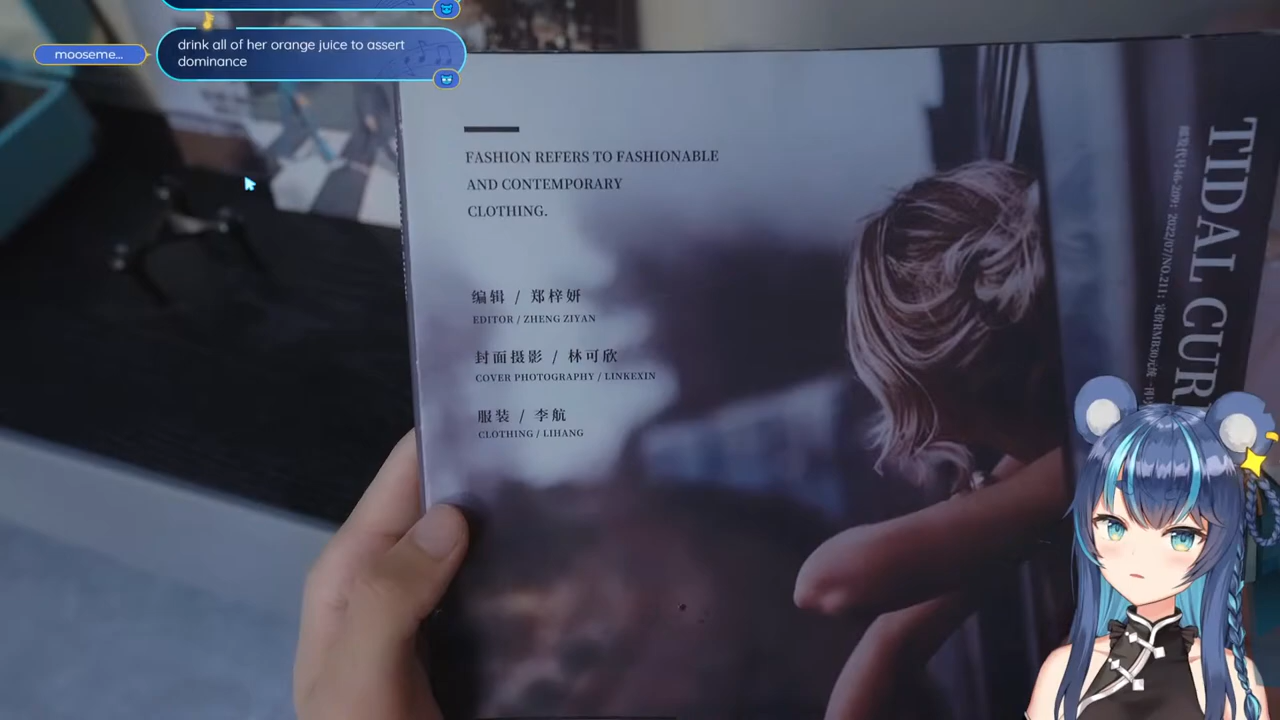 mooseme...
drink all of her orange juice to assert
dominance
FASHION REFERS TO FASHIONABLE
AND CONTEMPORARY
CLOTHING.
编辑 / 郑梓妍
EDITOR / ZHENG ZIYAN
封面摄影 / 林可欣
COVER PHOTOGRAPHY / LINKEXIN
服装 / 李航
CLOTHING / LIHANG
TIDAL CUR